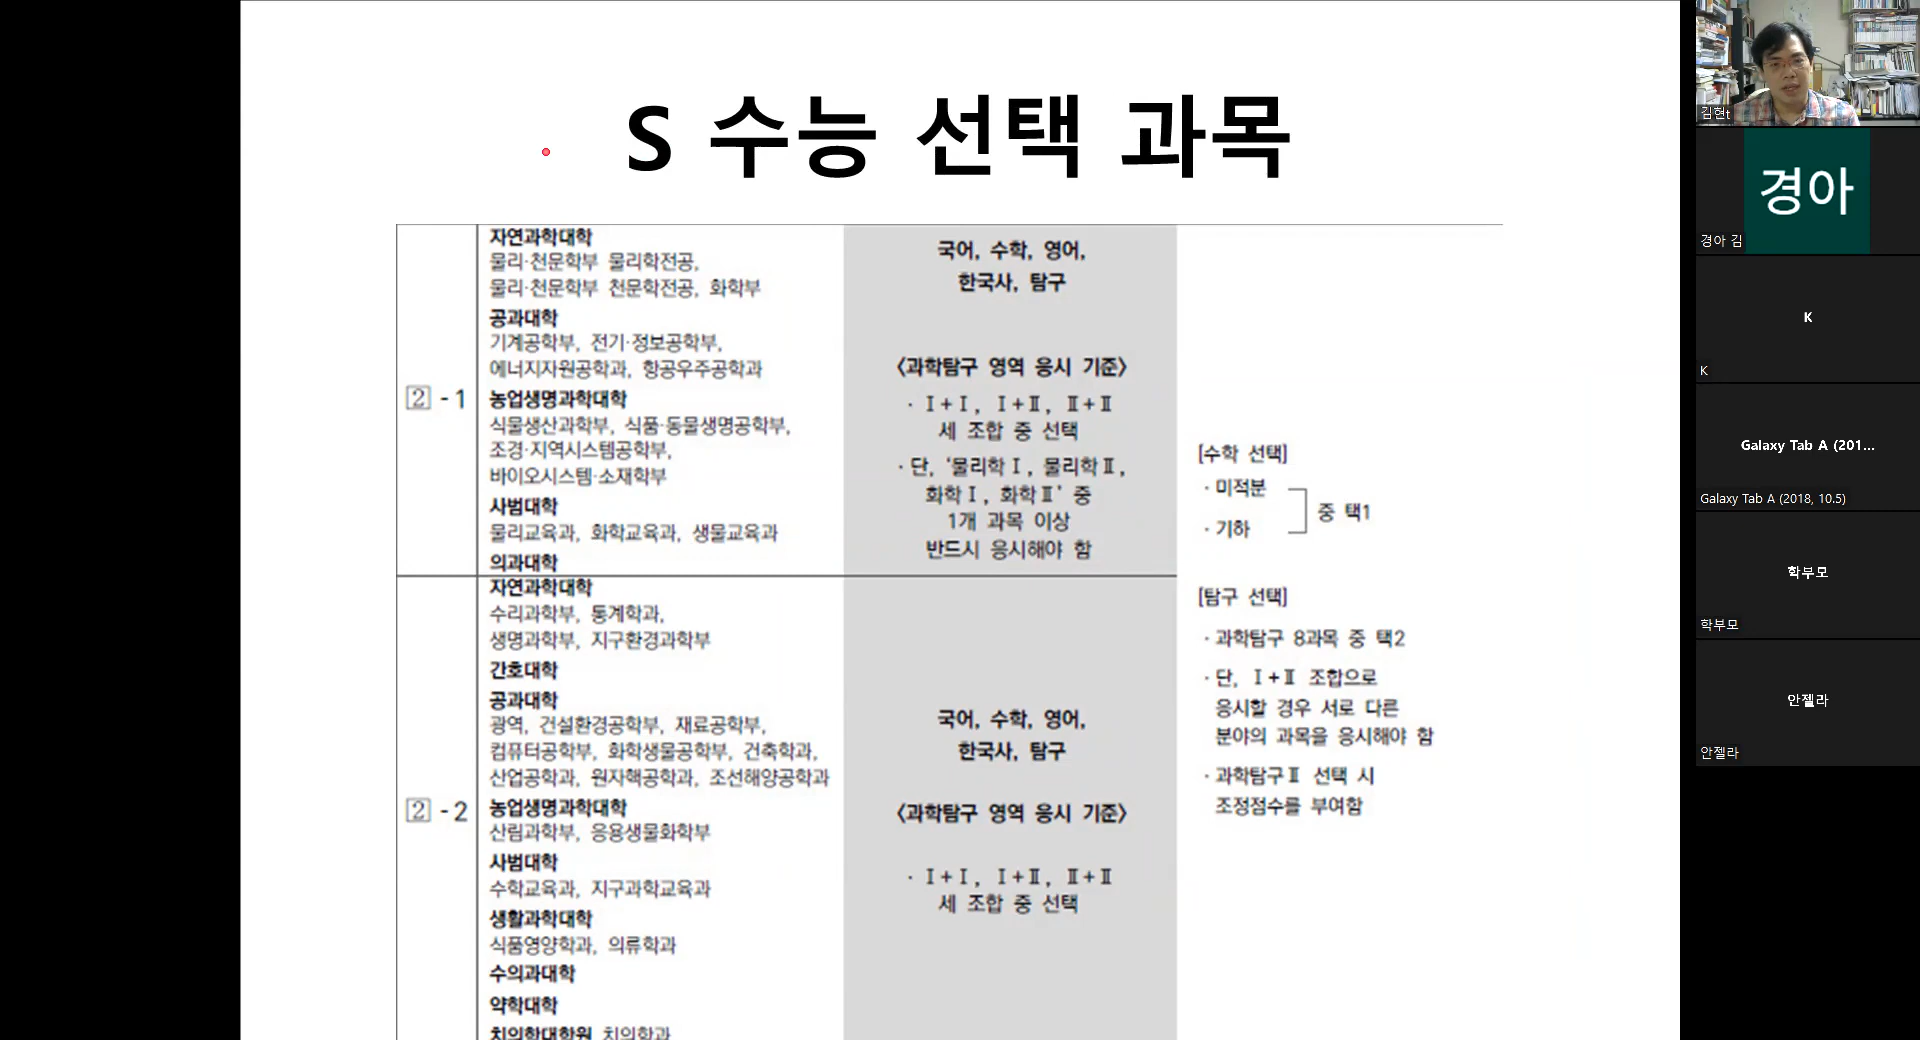 S 수능 선택 과목
2 - 1
자연과학대학
물리·천문학부 물리학전공,
물리·천문학부 천문학전공, 화학부
공과대학
기계공학부, 전기·정보공학부,
에너지자원공학과, 항공우주공학과
농업생명과학대학
식물생산과학부, 식품·동물생명공학부,
조경·지역시스템공학부,
바이오시스템·소재학부
사범대학
물리교육과, 화학교육과, 생물교육과
의과대학
국어, 수학, 영어,
한국사, 탐구
〈과학탐구 영역 응시 기준〉
· Ⅰ+Ⅰ, Ⅰ+Ⅱ, Ⅱ+Ⅱ
세 조합 중 선택
· 단, '물리학Ⅰ, 물리학Ⅱ,
화학Ⅰ, 화학Ⅱ' 중
1개 과목 이상
반드시 응시해야 함
2 - 2
자연과학대학
수리과학부, 통계학과,
생명과학부, 지구환경과학부
간호대학
공과대학
광역, 건설환경공학부, 재료공학부,
컴퓨터공학부, 화학생물공학부, 건축학과,
산업공학과, 원자핵공학과, 조선해양공학과
농업생명과학대학
산림과학부, 응용생물화학부
사범대학
수학교육과, 지구과학교육과
생활과학대학
식품영양학과, 의류학과
수의과대학
약학대학
치의학대학원 치의학과
국어, 수학, 영어,
한국사, 탐구
〈과학탐구 영역 응시 기준〉
· Ⅰ+Ⅰ, Ⅰ+Ⅱ, Ⅱ+Ⅱ
세 조합 중 선택
[수학 선택]
· 미적분
· 기하
중 택1
[탐구 선택]
· 과학탐구 8과목 중 택2
· 단, Ⅰ+Ⅱ 조합으로
응시할 경우 서로 다른
분야의 과목을 응시해야 함
· 과학탐구Ⅱ 선택 시
조정점수를 부여함
김현t
경아
경아 김
K
K
Galaxy Tab A (201...
Galaxy Tab A (2018, 10.5)
학부모
학부모
안젤라
안젤라